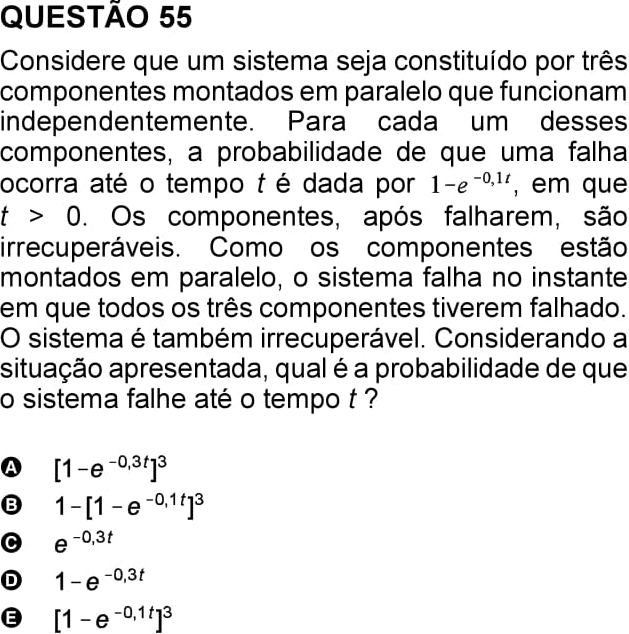 QUESTÃO 55
Considere que um sistema seja constituído por três
componentes montados em paralelo que funcionam
independentemente. Para cada um desses
componentes, a probabilidade de que uma falha
ocorra até o tempo t é dada por 1−e^{−0,1t}, em que
t > 0. Os componentes, após falharem, são
irrecuperáveis. Como os componentes estão
montados em paralelo, o sistema falha no instante
em que todos os três componentes tiverem falhado.
O sistema é também irrecuperável. Considerando a
situação apresentada, qual é a probabilidade de que
o sistema falhe até o tempo t ?
A [1−e^{−0,3t}]^3
B 1−[1−e^{−0,1t}]^3
C e^{−0,3t}
D 1−e^{−0,3t}
E [1−e^{−0,1t}]^3